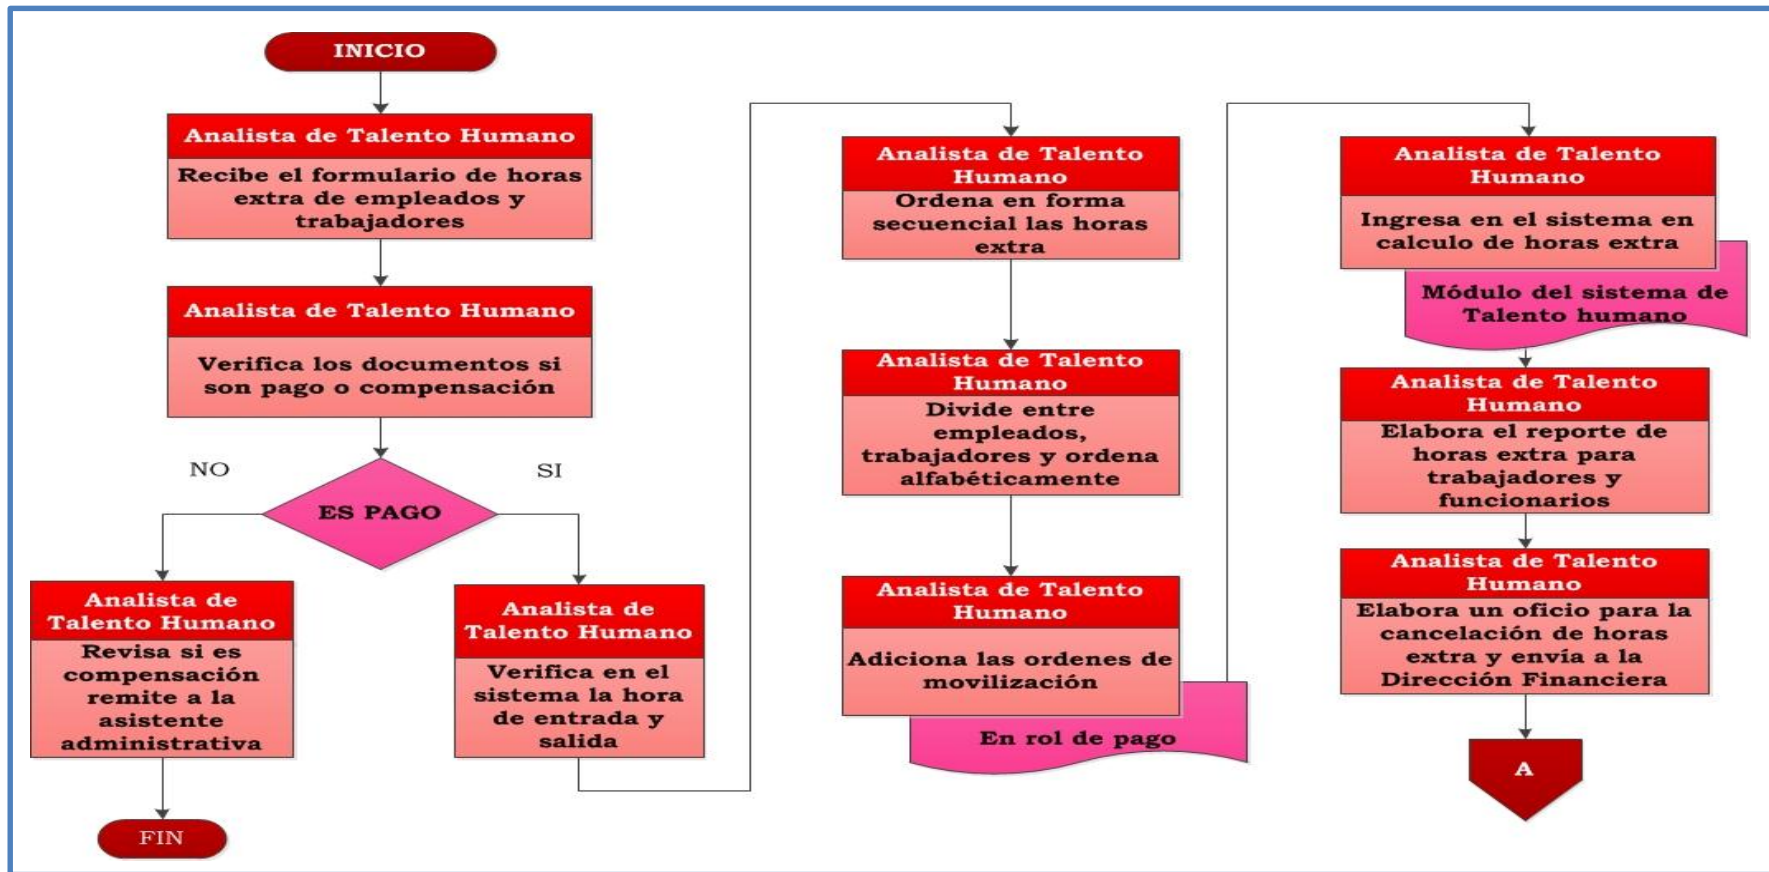 INICIO
Analista de Talento Humano
Recibe el formulario de horas
extra de empleados y
trabajadores
Analista de Talento Humano
Verifica los documentos si
son pago o compensación
NO
SI
ES PAGO
Analista de
Talento Humano
Revisa si es
compensación
remite a la
asistente
administrativa
FIN
Analista de
Talento Humano
Verifica en el
sistema la hora
de entrada y
salida
Analista de Talento
Humano
Ordena en forma
secuencial las horas
extra
Analista de Talento
Humano
Divide entre
empleados,
trabajadores y ordena
alfabéticamente
Analista de Talento
Humano
Adiciona las ordenes de
movilización
En rol de pago
Analista de Talento
Humano
Ingresa en el sistema en
calculo de horas extra
Módulo del sistema de
Talento humano
Analista de Talento
Humano
Elabora el reporte de
horas extra para
trabajadores y
funcionarios
Analista de Talento
Humano
Elabora un oficio para la
cancelación de horas
extra y envía a la
Dirección Financiera
A